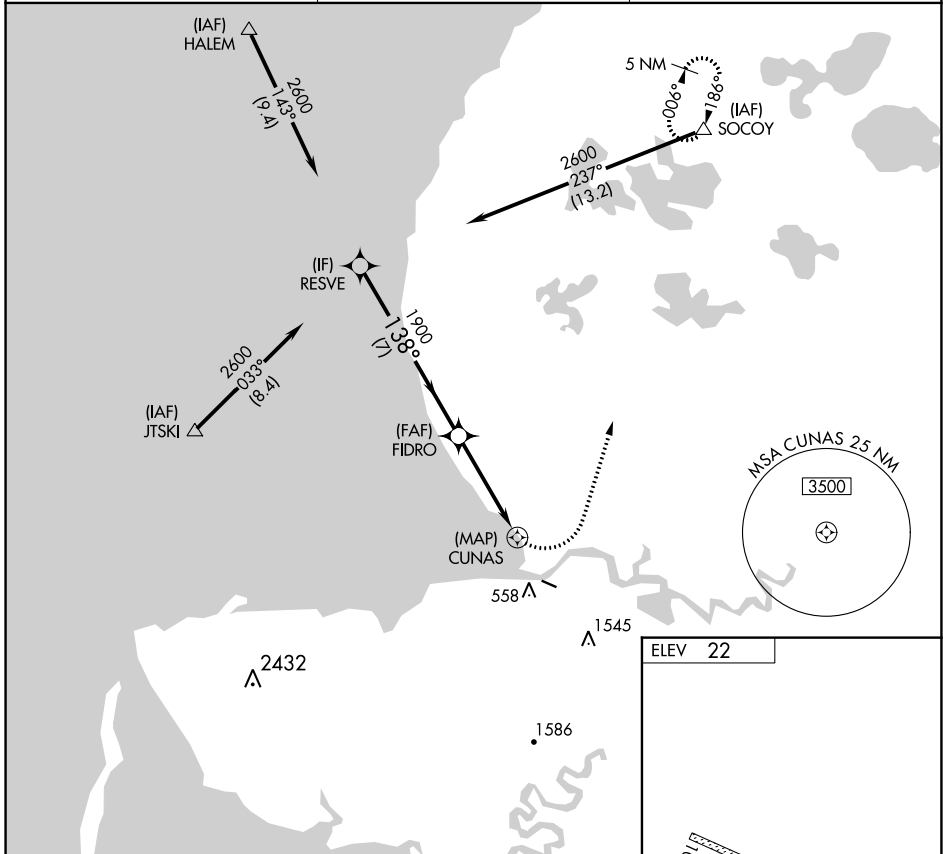 (IAF)
HALEM
2600
143°
(9.4)
5 NM
006°
186°
(IAF)
SOCOY
2600
237°
(13.2)
(IF)
RESVE
1900
138°
(7)
2600
033°
(8.4)
(IAF)
JTSKI
(FAF)
FIDRO
MSA CUNAS 25 NM
3500
(MAP)
CUNAS
558
1545
2432
1586
ELEV 22